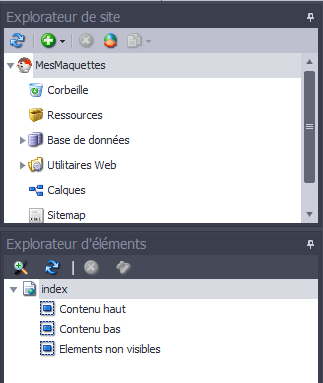 Explorateur de site
MesMaquettes
Corbeille
Ressources
Base de données
Utilitaires Web
Calques
Sitemap
Explorateur d'éléments
index
Contenu haut
Contenu bas
Elements non visibles